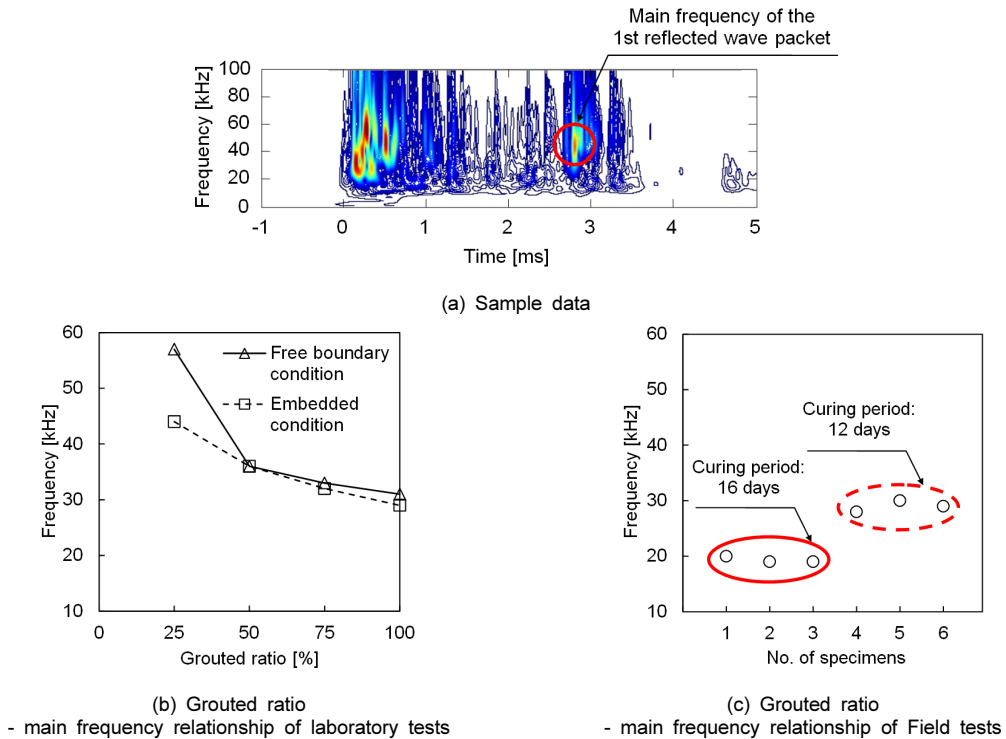 Main frequency of the
1st reflected wave packet
Frequency [kHz]
100
80
60
40
20
0
-1 0 1 2 3 4 5
Time [ms]
(a) Sample data
Frequency [kHz]
60
50
40
30
20
10
Free boundary
condition
Embedded
condition
0 25 50 75 100
Grouted ratio [%]
(b) Grouted ratio
- main frequency relationship of laboratory tests
Frequency [kHz]
60
50
40
30
20
10
Curing period:
12 days
Curing period:
16 days
1 2 3 4 5 6
No. of specimens
(c) Grouted ratio
- main frequency relationship of Field tests